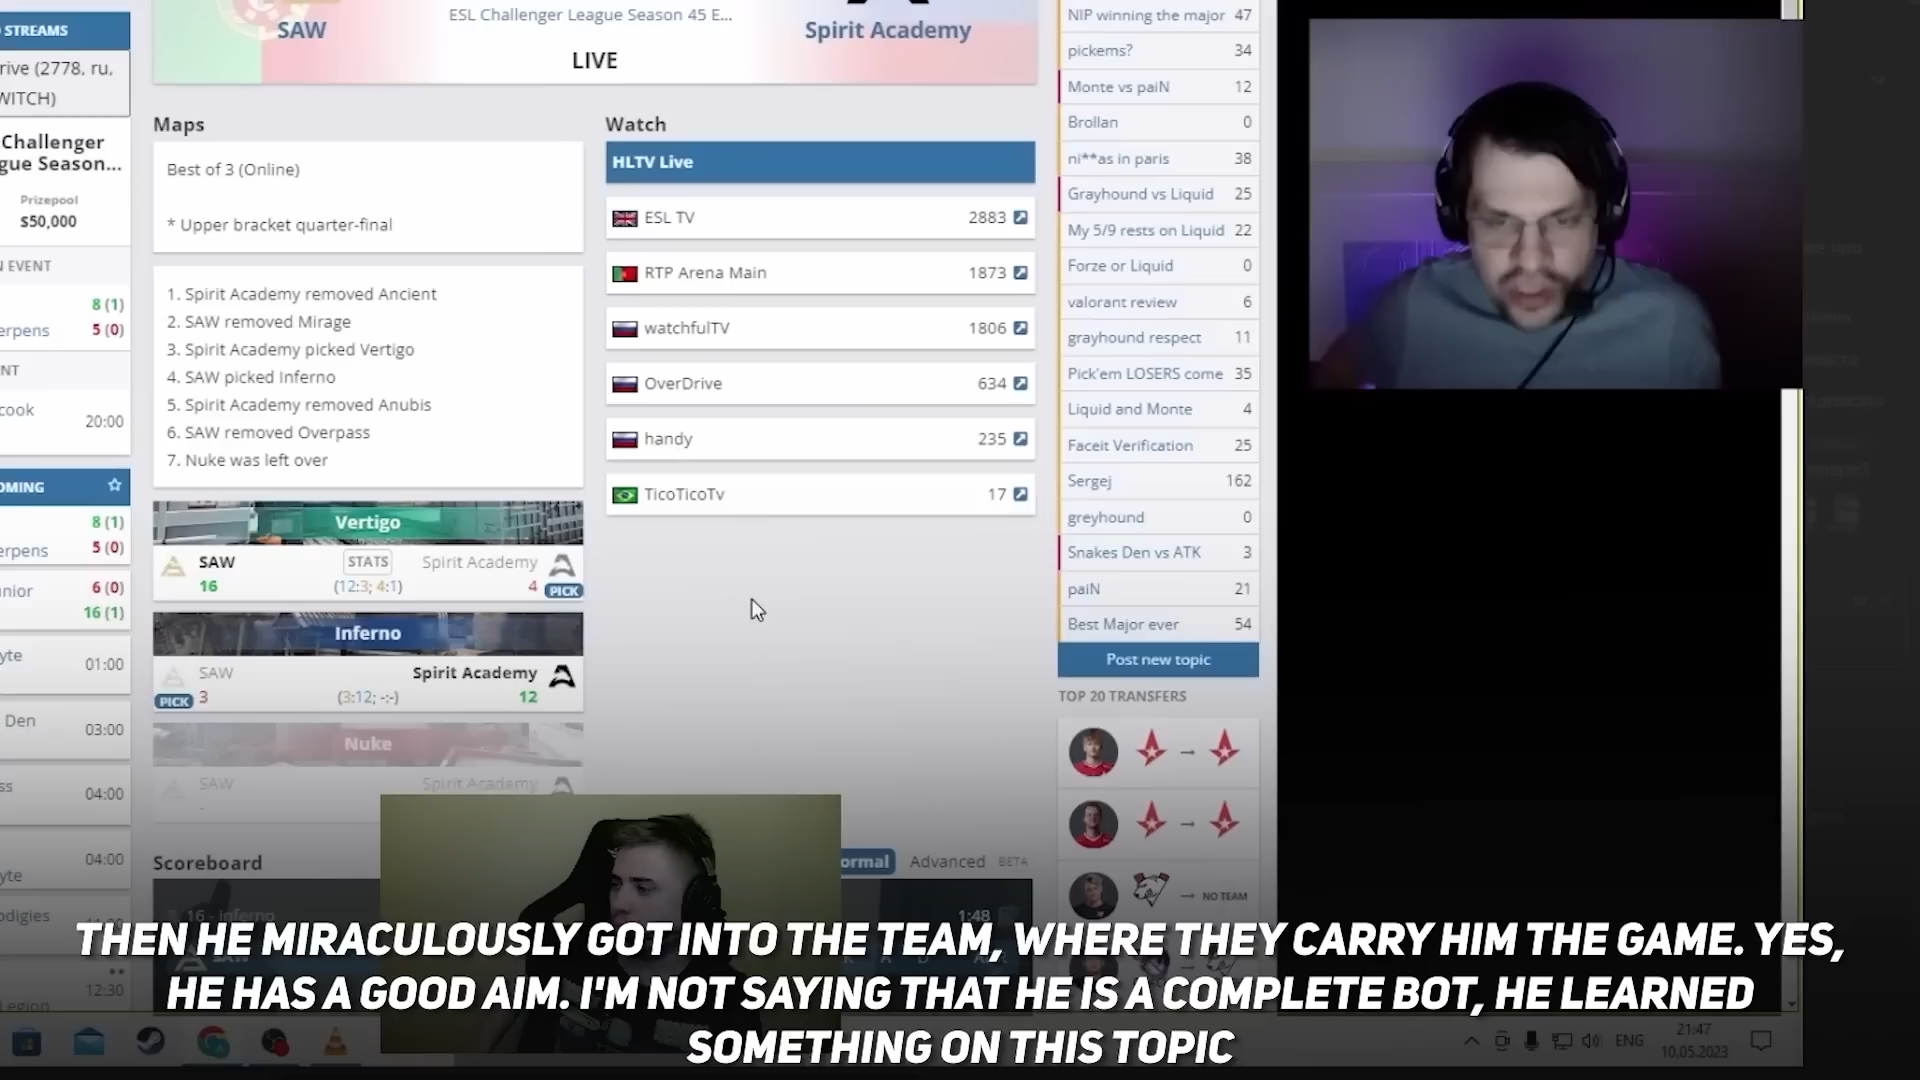 STREAMS
rive (2778, ru,
WITCH)
Challenger
gue Season...
Prizepool
$50,000
EVENT
8 (1)
erpens 5 (0)
NT
cook
20:00
OMING
8 (1)
erpens 5 (0)
nior 6 (0)
16 (1)
yte 01:00
Den 03:00
ss 04:00
04:00
yte
odigies
12:30
Legion
SAW
ESL Challenger League Season 45 E...
LIVE
Spirit Academy
Maps
Best of 3 (Online)
* Upper bracket quarter-final
1. Spirit Academy removed Ancient
2. SAW removed Mirage
3. Spirit Academy picked Vertigo
4. SAW picked Inferno
5. Spirit Academy removed Anubis
6. SAW removed Overpass
7. Nuke was left over
Vertigo
SAW STATS Spirit Academy
16 (12:3; 4:1) 4 PICK
Inferno
SAW Spirit Academy
PICK 3 (3:12; -:-) 12
Nuke
SAW Spirit Academy
-
Scoreboard
ormal Advanced BETA
16 - Inferno 1:48
SAW
Watch
HLTV Live
ESL TV 2883
RTP Arena Main 1873
watchfulTV 1806
OverDrive 634
handy 235
TicoTicoTv 17
NIP winning the major 47
pickems? 34
Monte vs paiN 12
Brollan 0
ni**as in paris 38
Grayhound vs Liquid 25
My 5/9 rests on Liquid 22
Forze or Liquid 0
valorant review 6
grayhound respect 11
Pick'em LOSERS come 35
Liquid and Monte 4
Faceit Verification 25
Sergej 162
greyhound 0
Snakes Den vs ATK 3
paiN 21
Best Major ever 54
Post new topic
TOP 20 TRANSFERS
NO TEAM
THEN HE MIRACULOUSLY GOT INTO THE TEAM, WHERE THEY CARRY HIM THE GAME. YES,
HE HAS A GOOD AIM. I'M NOT SAYING THAT HE IS A COMPLETE BOT, HE LEARNED
SOMETHING ON THIS TOPIC
ENG
21:47
10.05.2023